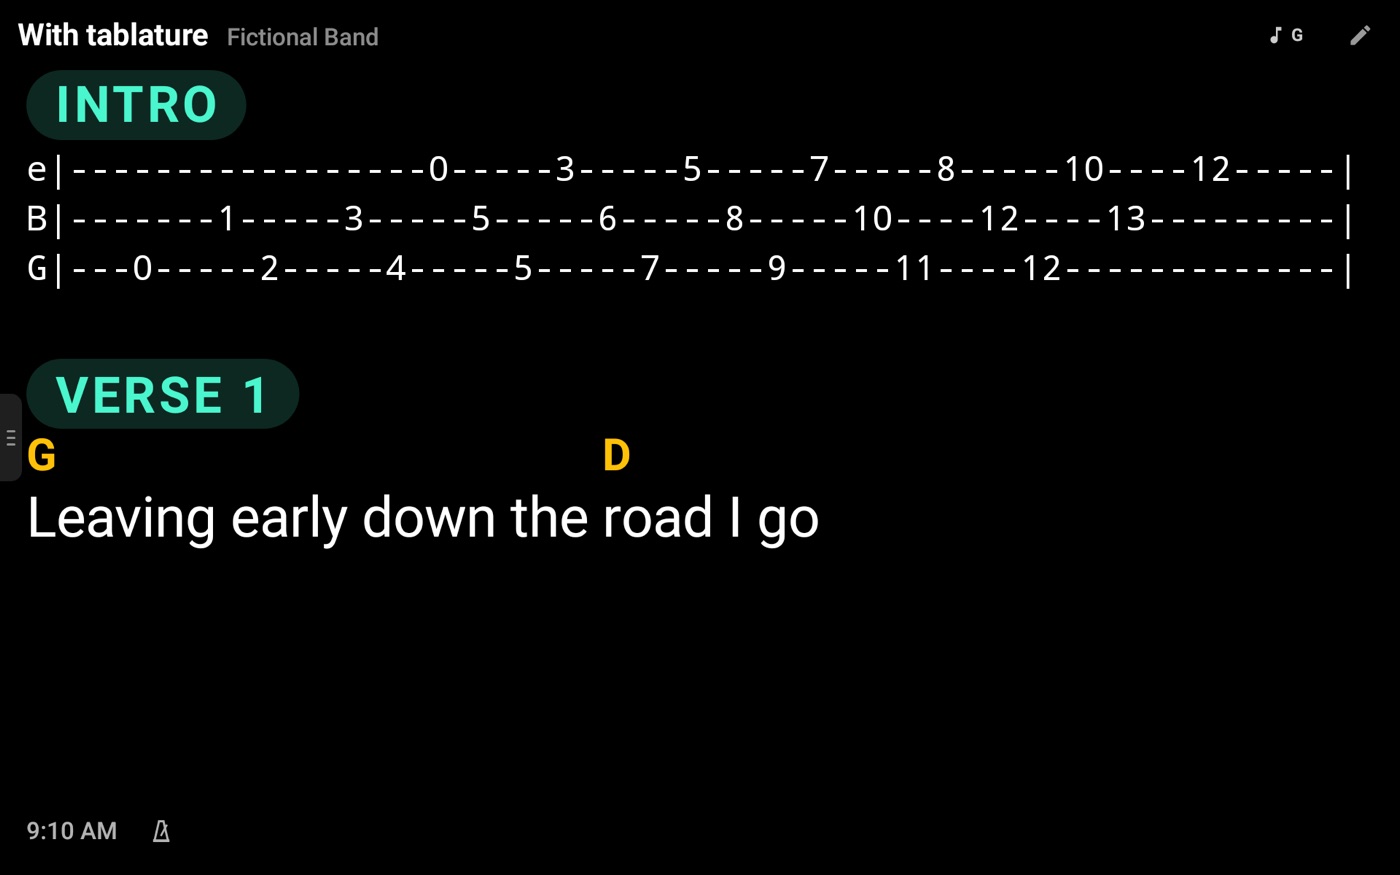 With tablature Fictional Band
G
INTRO
e|-----------------0-----3-----5-----7-----8-----10----12-----|
B|-------1-----3-----5-----6-----8-----10----12----13---------|
G|---0-----2-----4-----5-----7-----9-----11----12-------------|
VERSE 1
G D
Leaving early down the road I go
9:10 AM